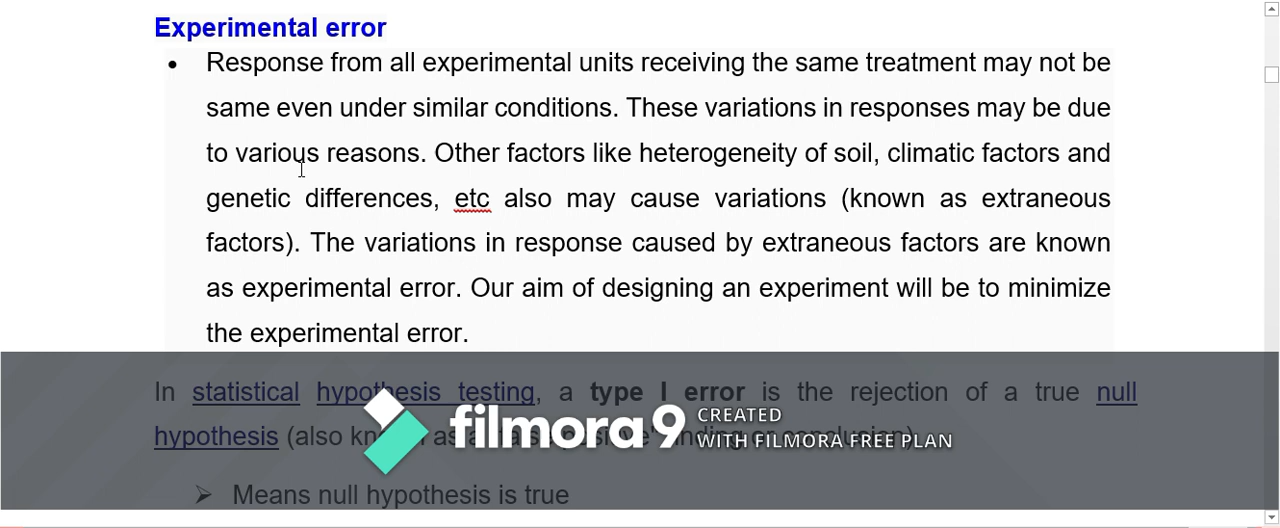 Experimental error
• Response from all experimental units receiving the same treatment may not be
same even under similar conditions. These variations in responses may be due
to various reasons. Other factors like heterogeneity of soil, climatic factors and
genetic differences, etc also may cause variations (known as extraneous
factors). The variations in response caused by extraneous factors are known
as experimental error. Our aim of designing an experiment will be to minimize
the experimental error.
In statistical hypothesis testing, a type I error is the rejection of a true null
hypothesis (also
filmora9 CREATED
WITH FILMORA FREE PLAN
➢ Means null hypothesis is true